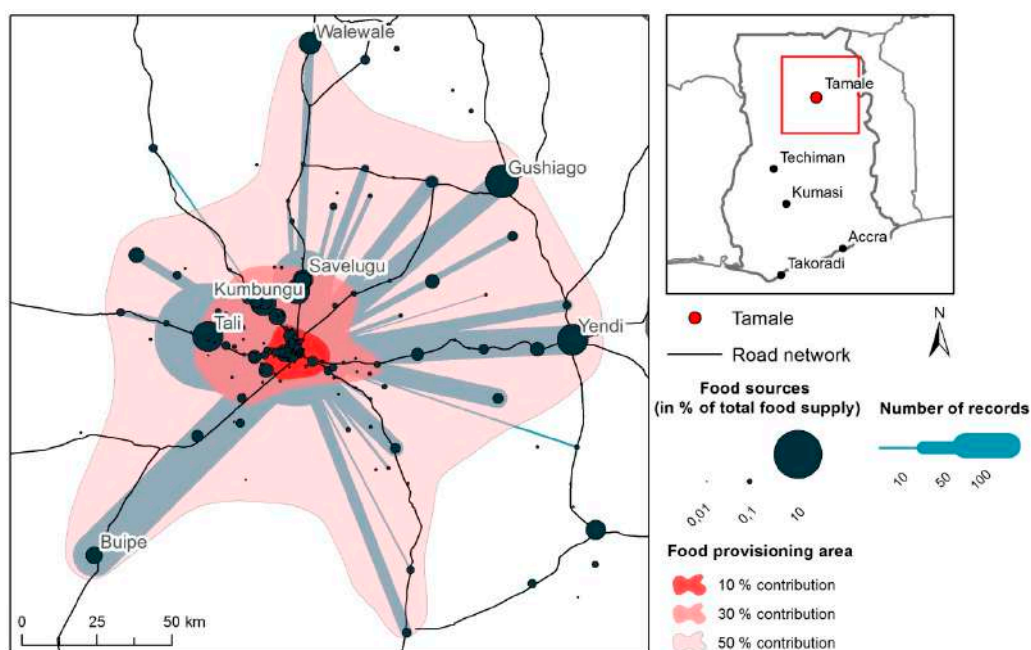 Walewale
Gushiago
Savelugu
Kumbungu
Tali
Yendi
Buipe
0 25 50 km
Tamale
Techiman
Kumasi
Accra
Takoradi
N
Tamale
Road network
Food sources
(in % of total food supply)
0,01
0,1
10
Number of records
10
50
100
Food provisioning area
10 % contribution
30 % contribution
50 % contribution